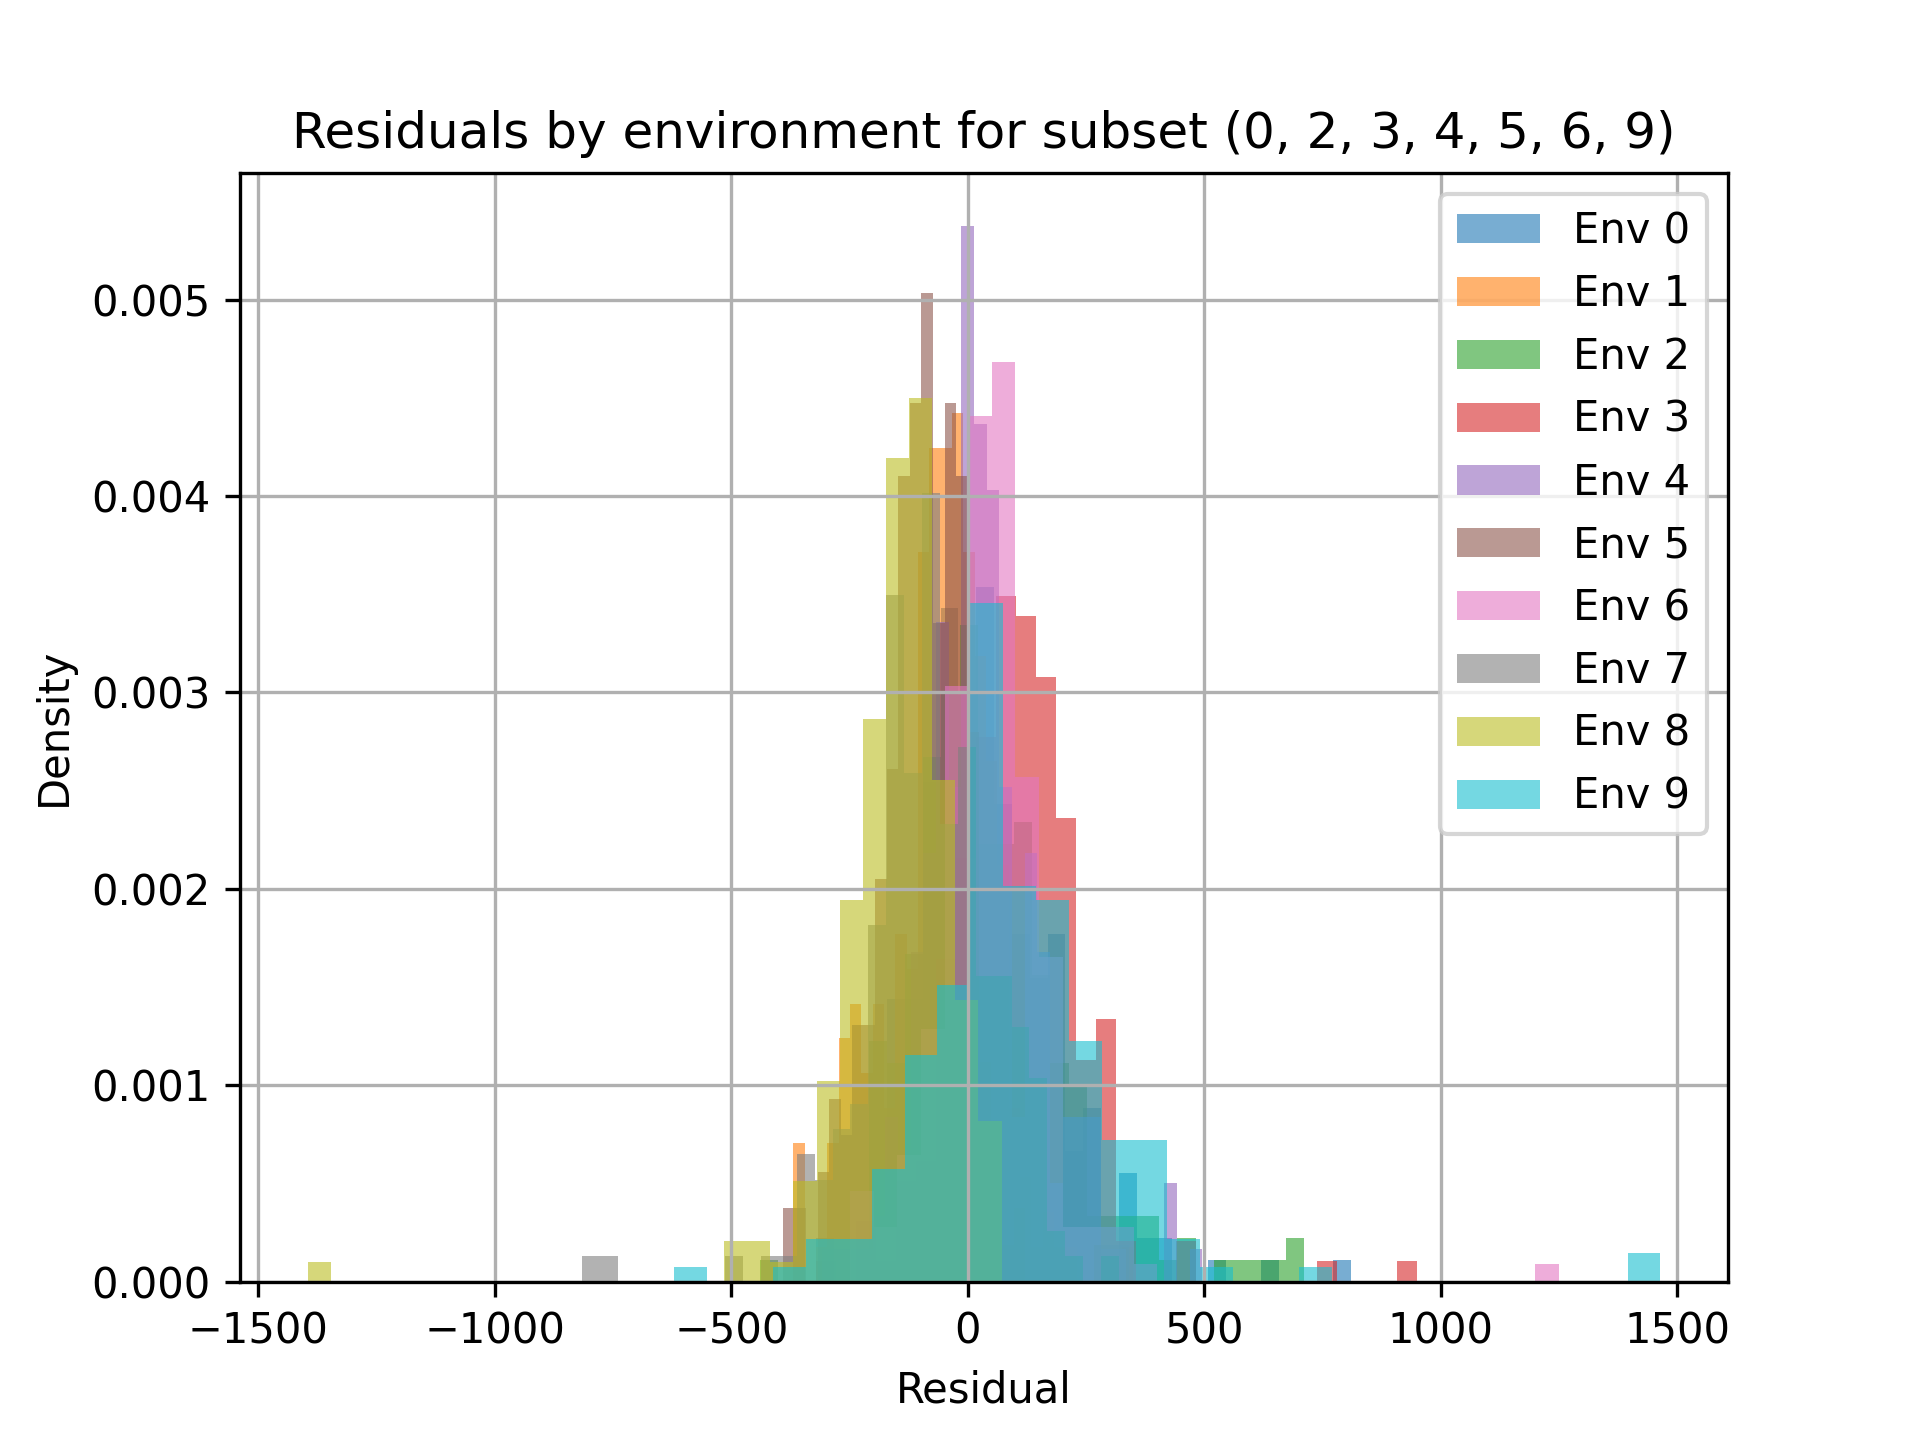 Residuals by environment for subset (0, 2, 3, 4, 5, 6, 9)
Env 0
Env 1
Env 2
Env 3
Env 4
Env 5
Env 6
Env 7
Env 8
Env 9
Density
0.005
0.004
0.003
0.002
0.001
0.000
−1500 −1000 −500 0 500 1000 1500
Residual